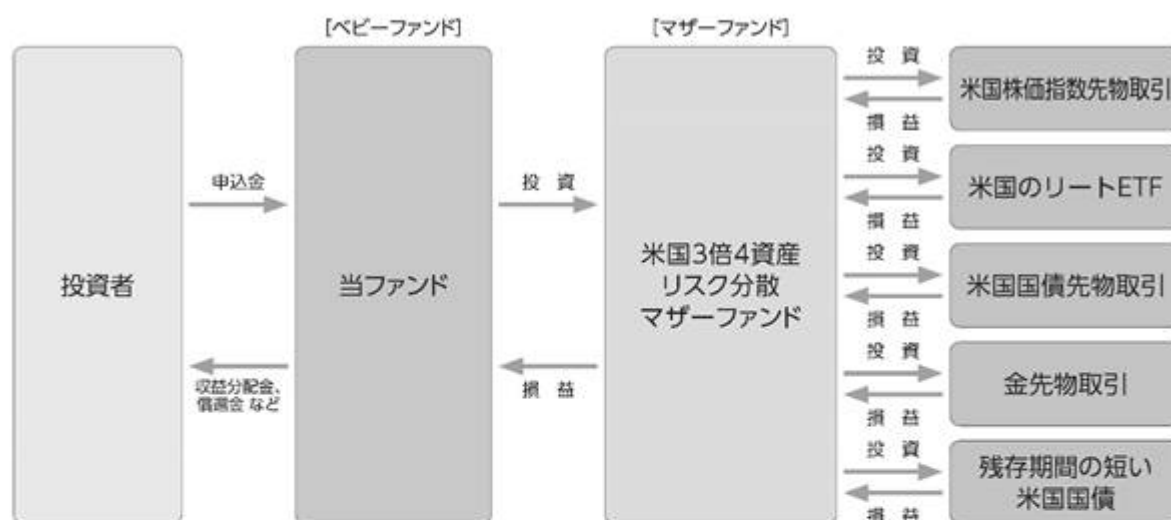 [ベビーファンド]
[マザーファンド]
投資者
申込金
収益分配金、
償還金 など
当ファンド
投 資
損 益
米国3倍4資産
リスク分散
マザーファンド
投 資
損 益
米国株価指数先物取引
投 資
損 益
米国のリートETF
投 資
損 益
米国国債先物取引
投 資
損 益
金先物取引
投 資
損 益
残存期間の短い
米国国債